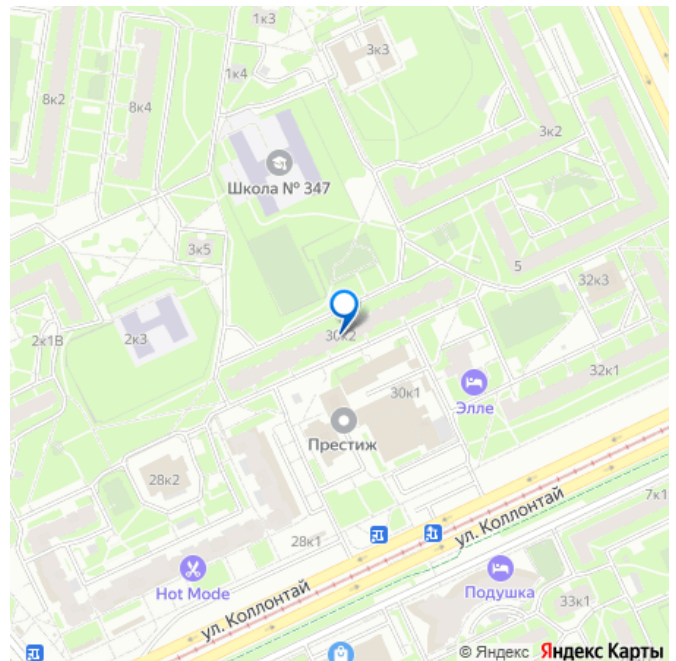 1к3
3к3
1к4
8к2
8к4
3к2
Школа № 347
3к5
5
32к3
2к3
2к1В
30к2
32к1
30к1
Элле
Престиж
28к2
7к1
ул. Коллонтай
28к1
Hot Mode
Подушка
33к1
ул. Коллонтай
© Яндекс Яндекс Карты